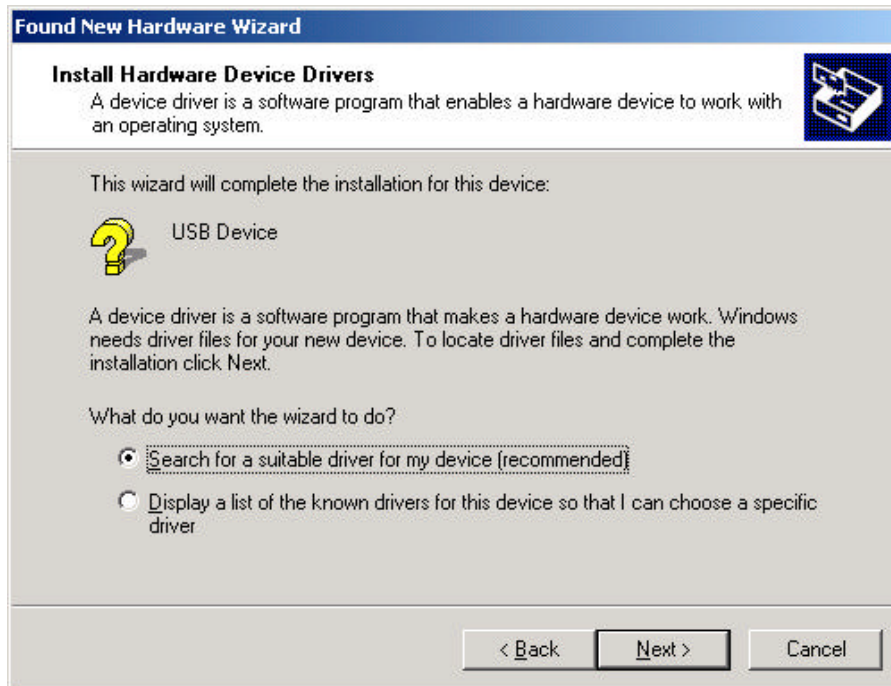 Found New Hardware Wizard
Install Hardware Device Drivers
A device driver is a software program that enables a hardware device to work with
an operating system.
This wizard will complete the installation for this device:
USB Device
A device driver is a software program that makes a hardware device work. Windows
needs driver files for your new device. To locate driver files and complete the
installation click Next.
What do you want the wizard to do?
Search for a suitable driver for my device (recommended)
Display a list of the known drivers for this device so that I can choose a specific
driver
< Back
Next >
Cancel